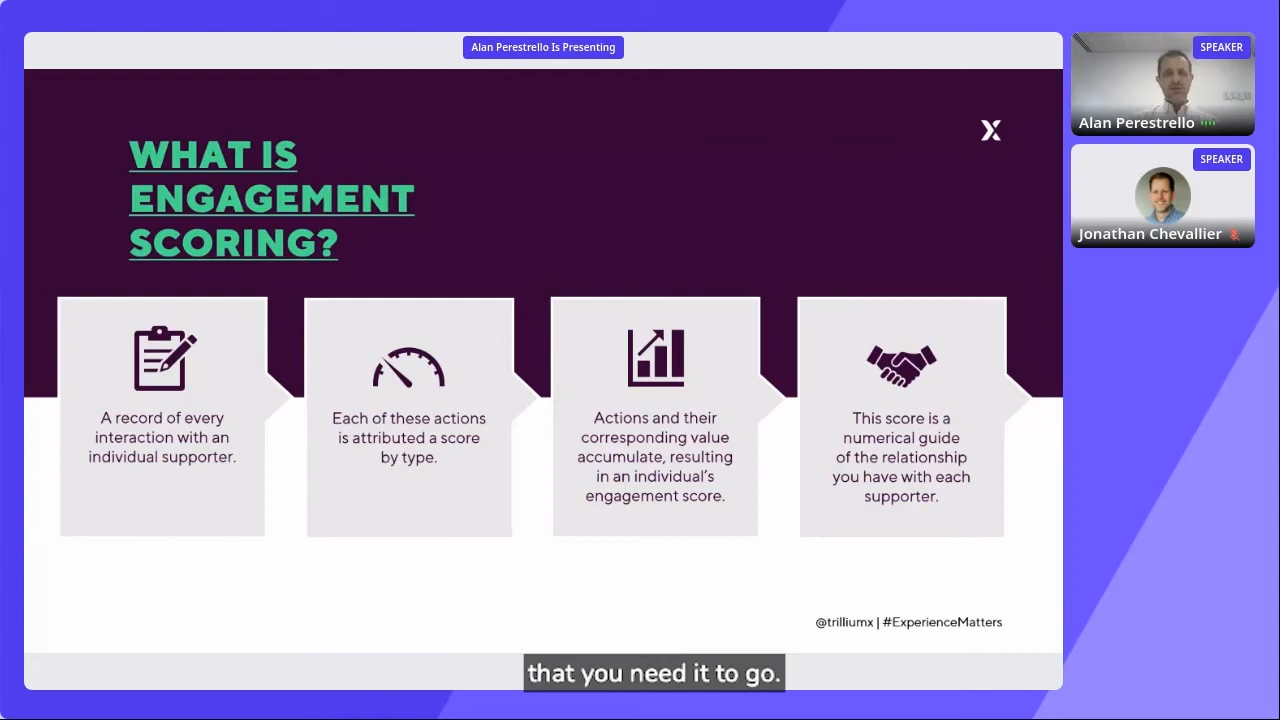 Alan Perestrello Is Presenting
SPEAKER
Alan Perestrello
SPEAKER
Jonathan Chevallier
WHAT IS
ENGAGEMENT
SCORING?
A record of every
interaction with an
individual supporter.
Each of these actions
is attributed a score
by type.
Actions and their
corresponding value
accumulate, resulting
in an individual’s
engagement score.
This score is a
numerical guide
of the relationship
you have with each
supporter.
@trilliumx | #ExperienceMatters
that you need it to go.